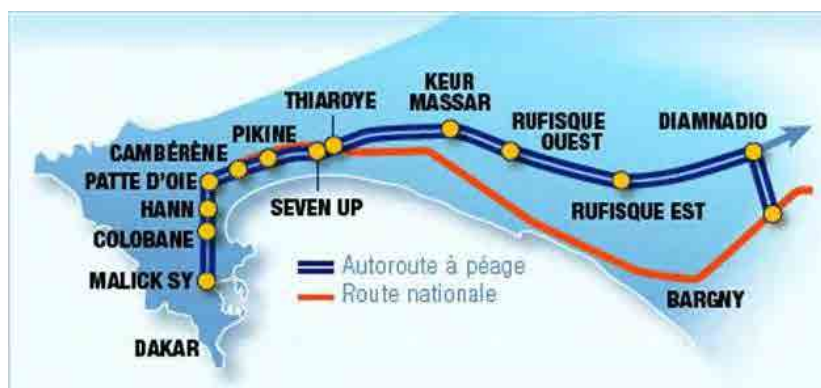 KEUR
MASSAR
THIAROYE
RUFISQUE
OUEST
DIAMNADIO
PIKINE
CAMBÉRÈNE
PATTE D'OIE
HANN
SEVEN UP
RUFISQUE EST
COLOBANE
Autoroute à péage
MALICK SY
Route nationale
BARGNY
DAKAR